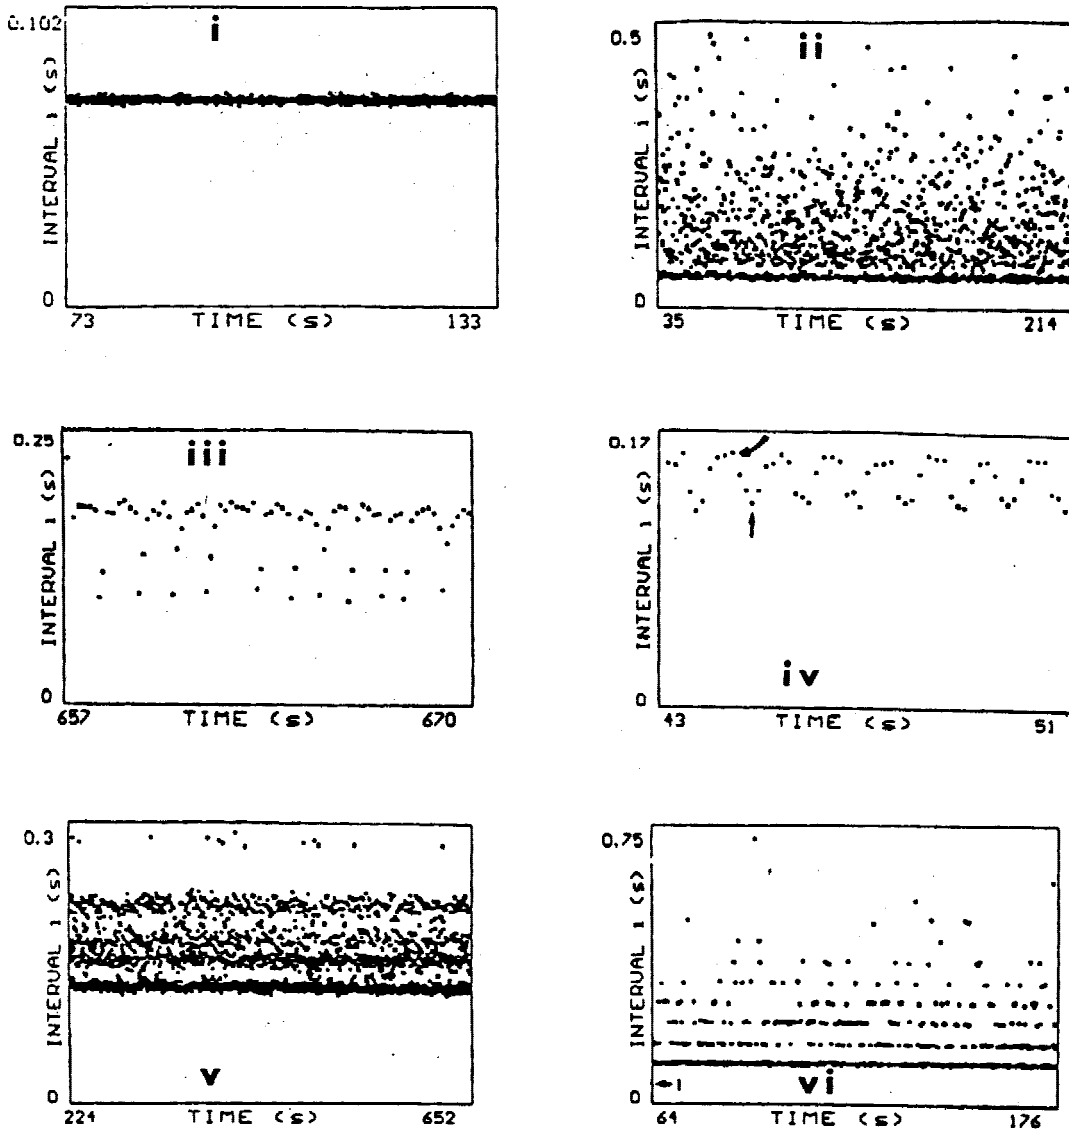 0.102
i
INTERVAL i (s)
0
73 TIME (s) 133
0.5
ii
INTERVAL i (s)
0
35 TIME (s) 214
0.25
iii
INTERVAL i (s)
0
657 TIME (s) 670
0.17
INTERVAL i (s)
iv
0
43 TIME (s) 51
0.3
INTERVAL i (s)
v
0
224 TIME (s) 652
0.75
INTERVAL i (s)
1
vi
0
64 TIME (s) 176